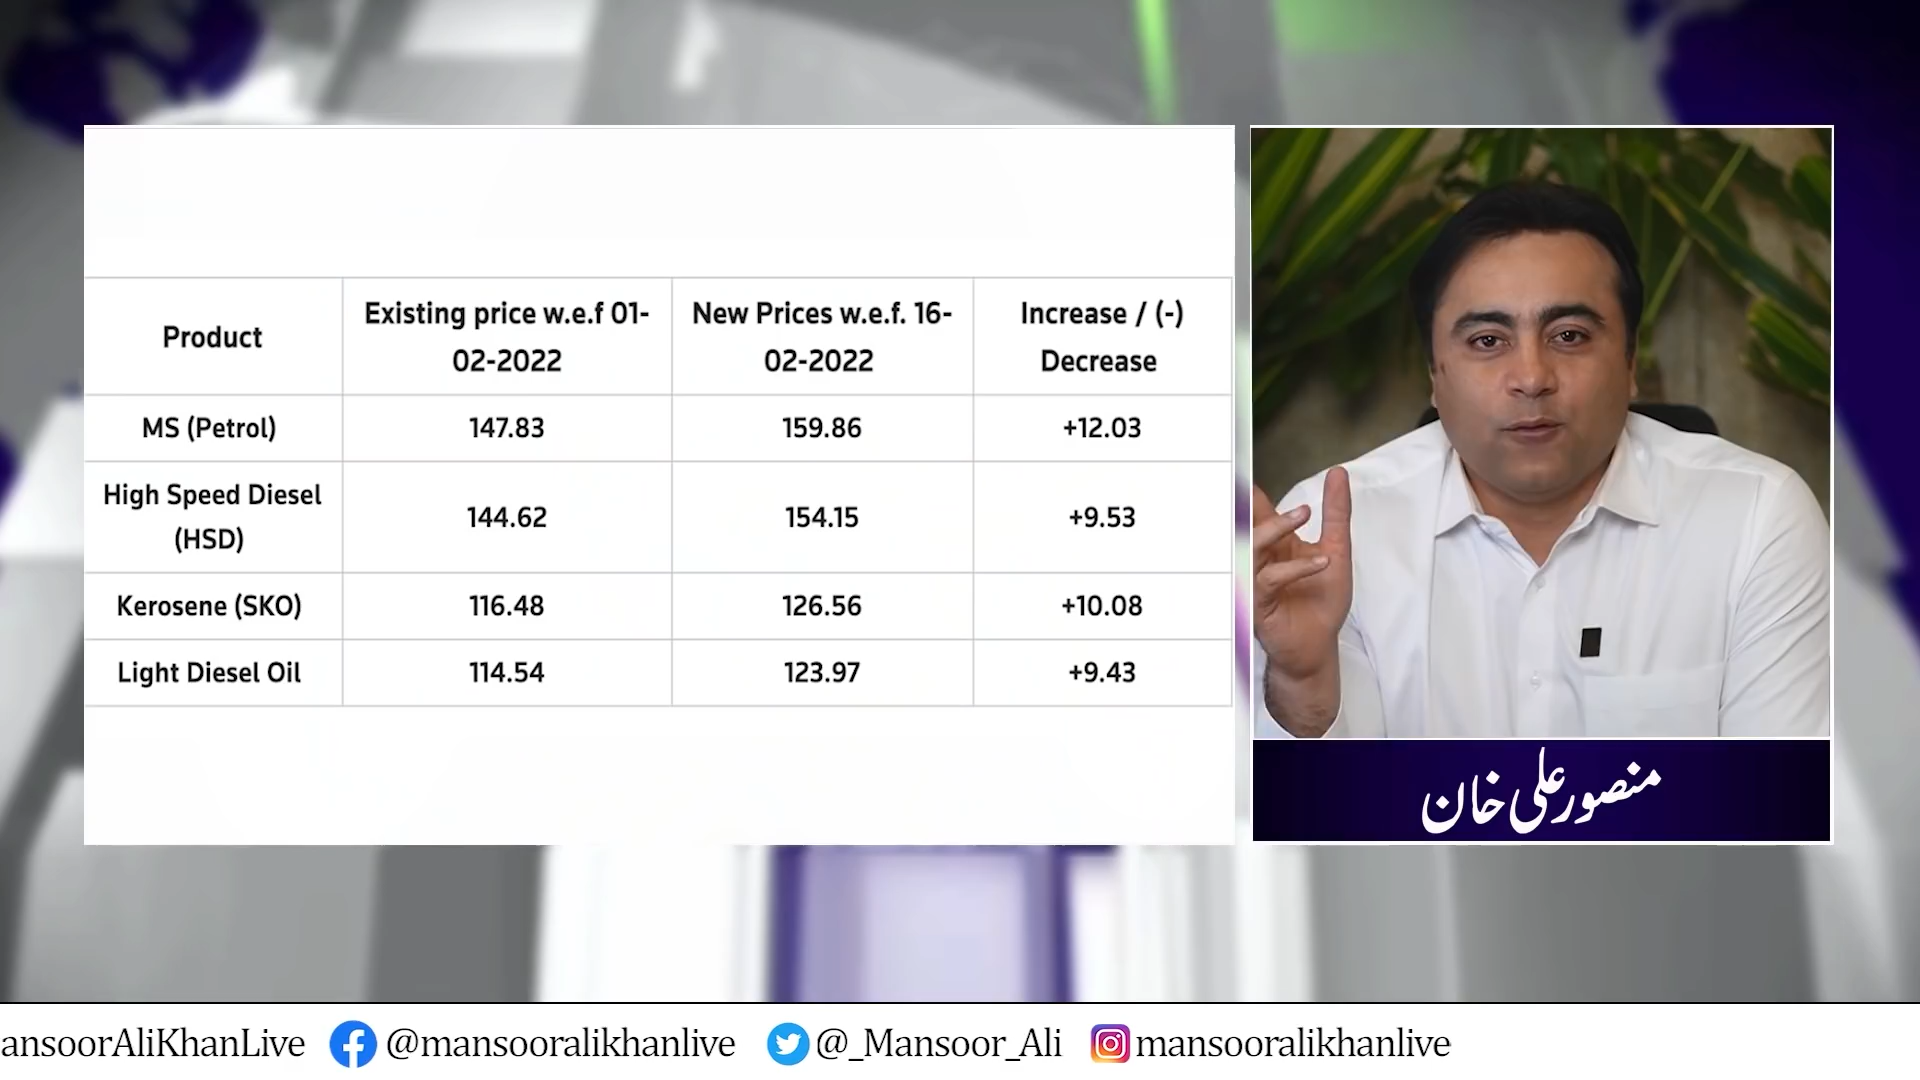 Product
Existing price w.e.f 01-
02-2022
New Prices w.e.f. 16-
02-2022
Increase / (-)
Decrease
MS (Petrol)
147.83
159.86
+12.03
High Speed Diesel
(HSD)
144.62
154.15
+9.53
Kerosene (SKO)
116.48
126.56
+10.08
Light Diesel Oil
114.54
123.97
+9.43
منصور علی خان
ansoorAliKhanLive @mansooralikhanlive @_Mansoor_Ali mansooralikhanlive